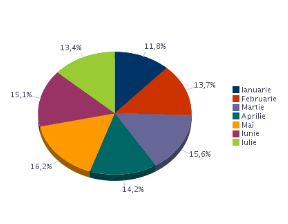 13,4%
11,8%
13,7%
15,1%
15,6%
16,2%
14,2%
Ianuarie
Februarie
Martie
Aprilie
Mai
Iunie
Iulie